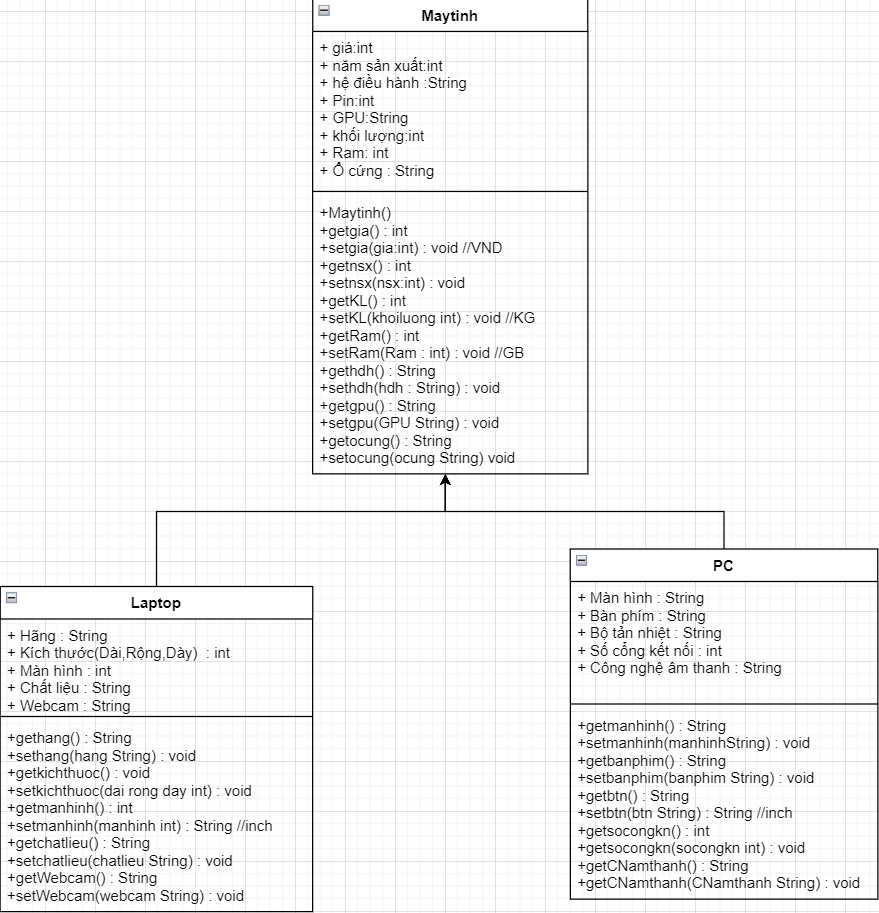 Maytinh
+ giá:int
+ năm sản xuất:int
+ hệ điều hành :String
+ Pin:int
+ GPU:String
+ khối lượng:int
+ Ram: int
+ Ổ cứng : String
+Maytinh()
+getgia() : int
+setgia(gia:int) : void //VND
+getnsx() : int
+setnsx(nsx:int) : void
+getKL() : int
+setKL(khoiluong int) : void //KG
+getRam() : int
+setRam(Ram : int) : void //GB
+gethdh() : String
+sethdh(hdh : String) : void
+getgpu() : String
+setgpu(GPU String) : void
+getocung() : String
+setocung(ocung String) void
Laptop
+ Hãng : String
+ Kích thước(Dài,Rộng,Dày) : int
+ Màn hình : int
+ Chất liệu : String
+ Webcam : String
+gethang() : String
+sethang(hang String) : void
+getkichthuoc() : void
+setkichthuoc(dai rong day int) : void
+getmanhinh() : int
+setmanhinh(manhinh int) : String //inch
+getchatlieu() : String
+setchatlieu(chatlieu String) : void
+getWebcam() : String
+setWebcam(webcam String) : void
PC
+ Màn hình : String
+ Bàn phím : String
+ Bộ tản nhiệt : String
+ Số cổng kết nối : int
+ Công nghệ âm thanh : String
+getmanhinh() : String
+setmanhinh(manhinhString) : void
+getbanphim() : String
+setbanphim(banphim String) : void
+getbtn() : String
+setbtn(btn String) : String //inch
+getsocongkn() : int
+getsocongkn(socongkn int) : void
+getCNamthanh() : String
+getCNamthanh(CNamthanh String) : void